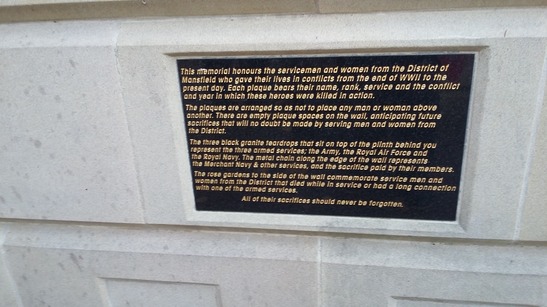 This memorial honours the servicemen and women from the District of
Mansfield who gave their lives in conflicts from the end of WWII to the
present day. Each plaque bears their name, rank, service and the conflict
and year in which these heroes were killed in action.
The plaques are arranged so as not to place any man or woman above
another. There are empty plaque spaces on the wall, anticipating future
sacrifices that will no doubt be made by serving men and women from
the District.
The three black granite teardrops that sit on top of the plinth behind you
represent the three armed services; the Army, the Royal Air Force and
the Royal Navy. The metal chain along the edge of the wall represents
the Merchant Navy & other services, and the sacrifice paid by their members.
The rose gardens to the side of the wall commemorate service men and
women from the District that died while in service or had a long connection
with one of the armed services.
All of their sacrifices should never be forgotten.